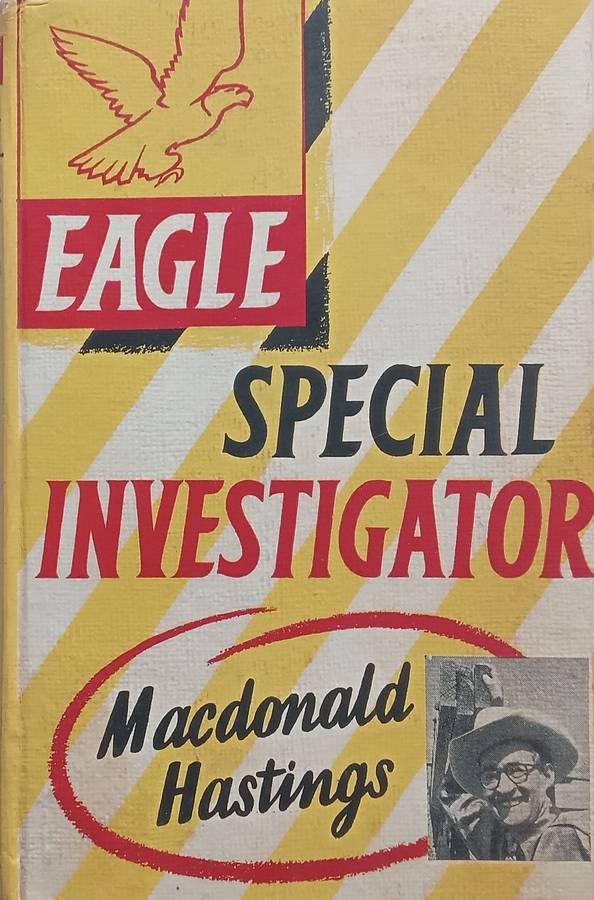 EAGLE
SPECIAL
INVESTIGATOR
Macdonald
Hastings